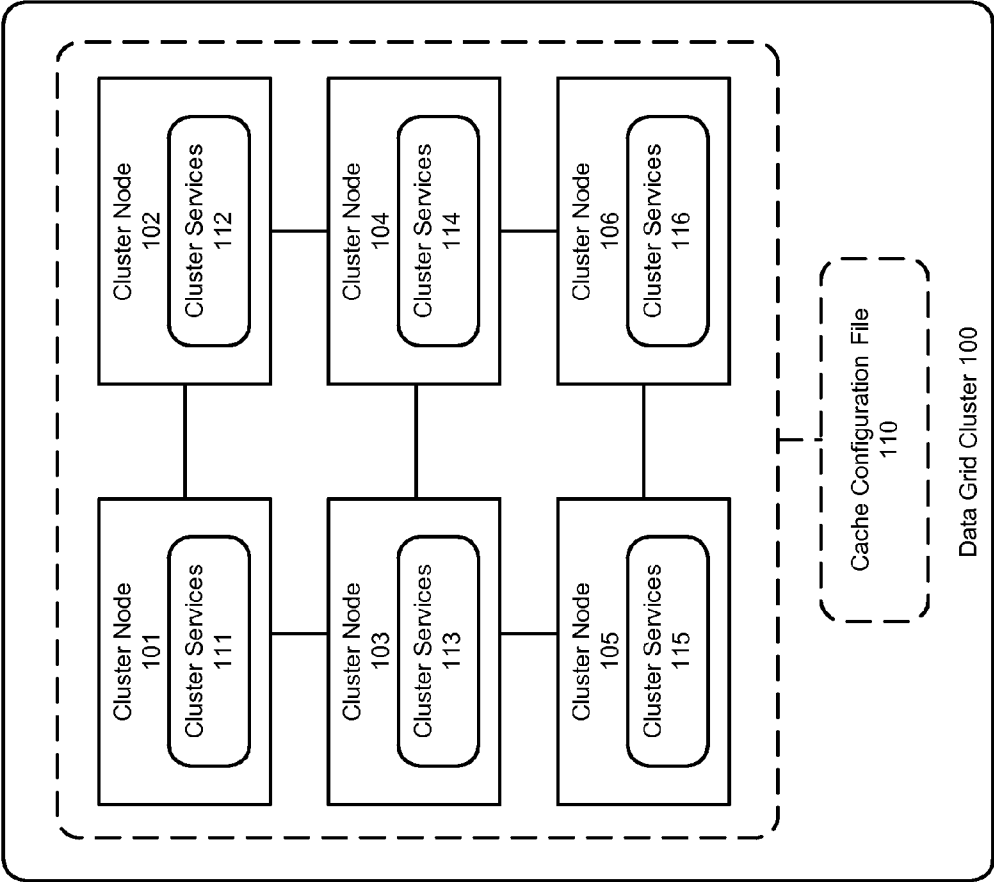 Cluster Node
101
Cluster Services
111
Cluster Node
103
Cluster Services
113
Cluster Node
105
Cluster Services
115
Cluster Node
102
Cluster Services
112
Cluster Node
104
Cluster Services
114
Cluster Node
106
Cluster Services
116
Cache Configuration File
110
Data Grid Cluster 100